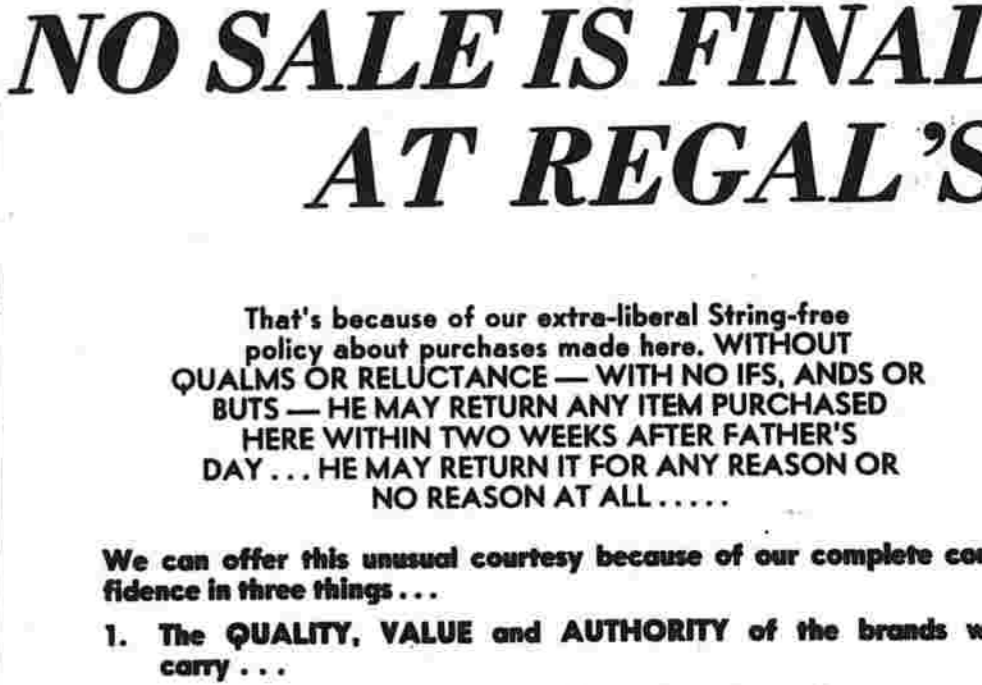 NO SALE IS FINAL
AT REGAL'S
That's because of our extra-liberal String-free
policy about purchases made here. WITHOUT
QUALMS OR RELUCTANCE — WITH NO IFS, ANDS OR
BUTS — HE MAY RETURN ANY ITEM PURCHASED
HERE WITHIN TWO WEEKS AFTER FATHER'S
DAY ... HE MAY RETURN IT FOR ANY REASON OR
NO REASON AT ALL .....
We can offer this unusual courtesy because of our complete con
fidence in three things ...
1. The QUALITY, VALUE and AUTHORITY of the brands w
carry ...